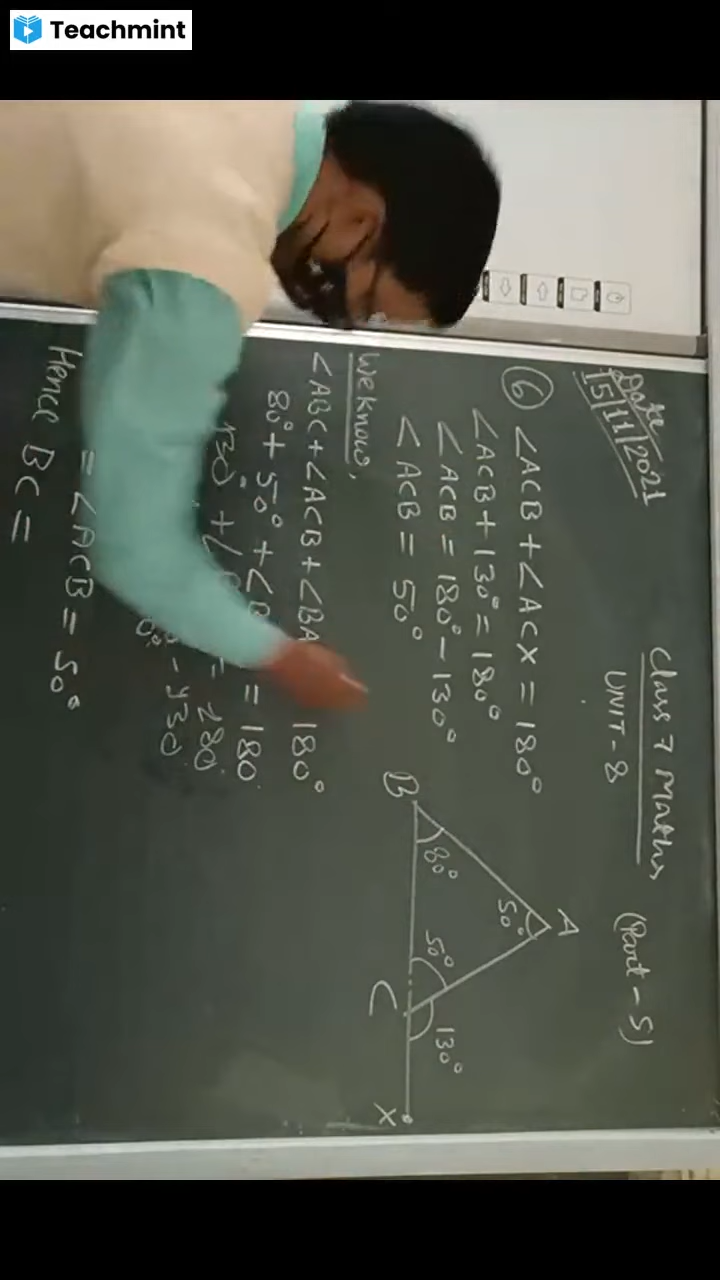 Teachmint
Date
15/11/2021
Class 7 Maths
UNIT-8
(Part-5)
⑥ ∠ACB+∠ACX = 180°
∠ACB+130° = 180°
∠ACB = 180°-130°
∠ACB = 50°
We know,
∠ABC+∠ACB+∠BA 180°
80°+50°+∠B = 180
130°+∠ = 180
-130
0°
= ∠ACB = 50°
Hence BC =
A
50°
B
80°
50°
130°
C
X